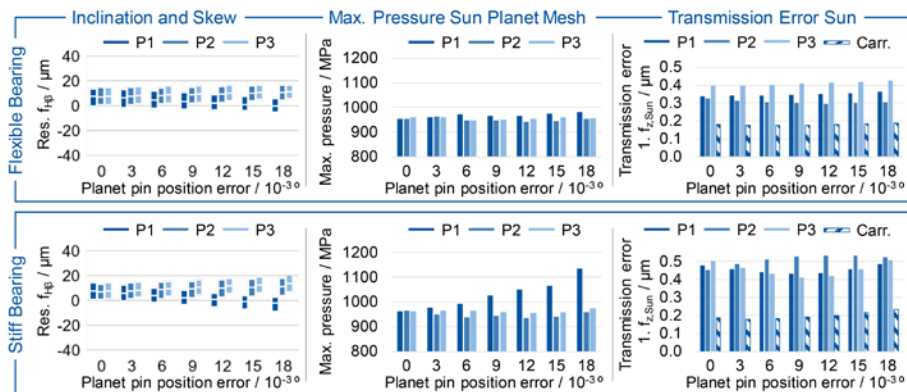 Inclination and Skew
Max. Pressure Sun Planet Mesh
Transmission Error Sun
Flexible Bearing
P1 P2 P3
Res. fHβ / µm
40
20
0
-20
-40
0 3 6 9 12 15 18
Planet pin position error / 10-3 º
P1 P2 P3
Max. pressure / MPa
1200
1100
1000
900
800
0 3 6 9 12 15 18
Planet pin position error / 10-3 º
P1 P2 P3 Carr.
Transmission error
1. fz,Sun / µm
0.5
0.4
0.3
0.2
0.1
0.0
0 3 6 9 12 15 18
Planet pin position error / 10-3 º
Stiff Bearing
P1 P2 P3
Res. fHβ / µm
40
20
0
-20
-40
0 3 6 9 12 15 18
Planet pin position error / 10-3 º
P1 P2 P3
Max. pressure / MPa
1200
1100
1000
900
800
0 3 6 9 12 15 18
Planet pin position error / 10-3 º
P1 P2 P3 Carr.
Transmission error
1. fz,Sun / µm
0.5
0.4
0.3
0.2
0.1
0.0
0 3 6 9 12 15 18
Planet pin position error / 10-3 º